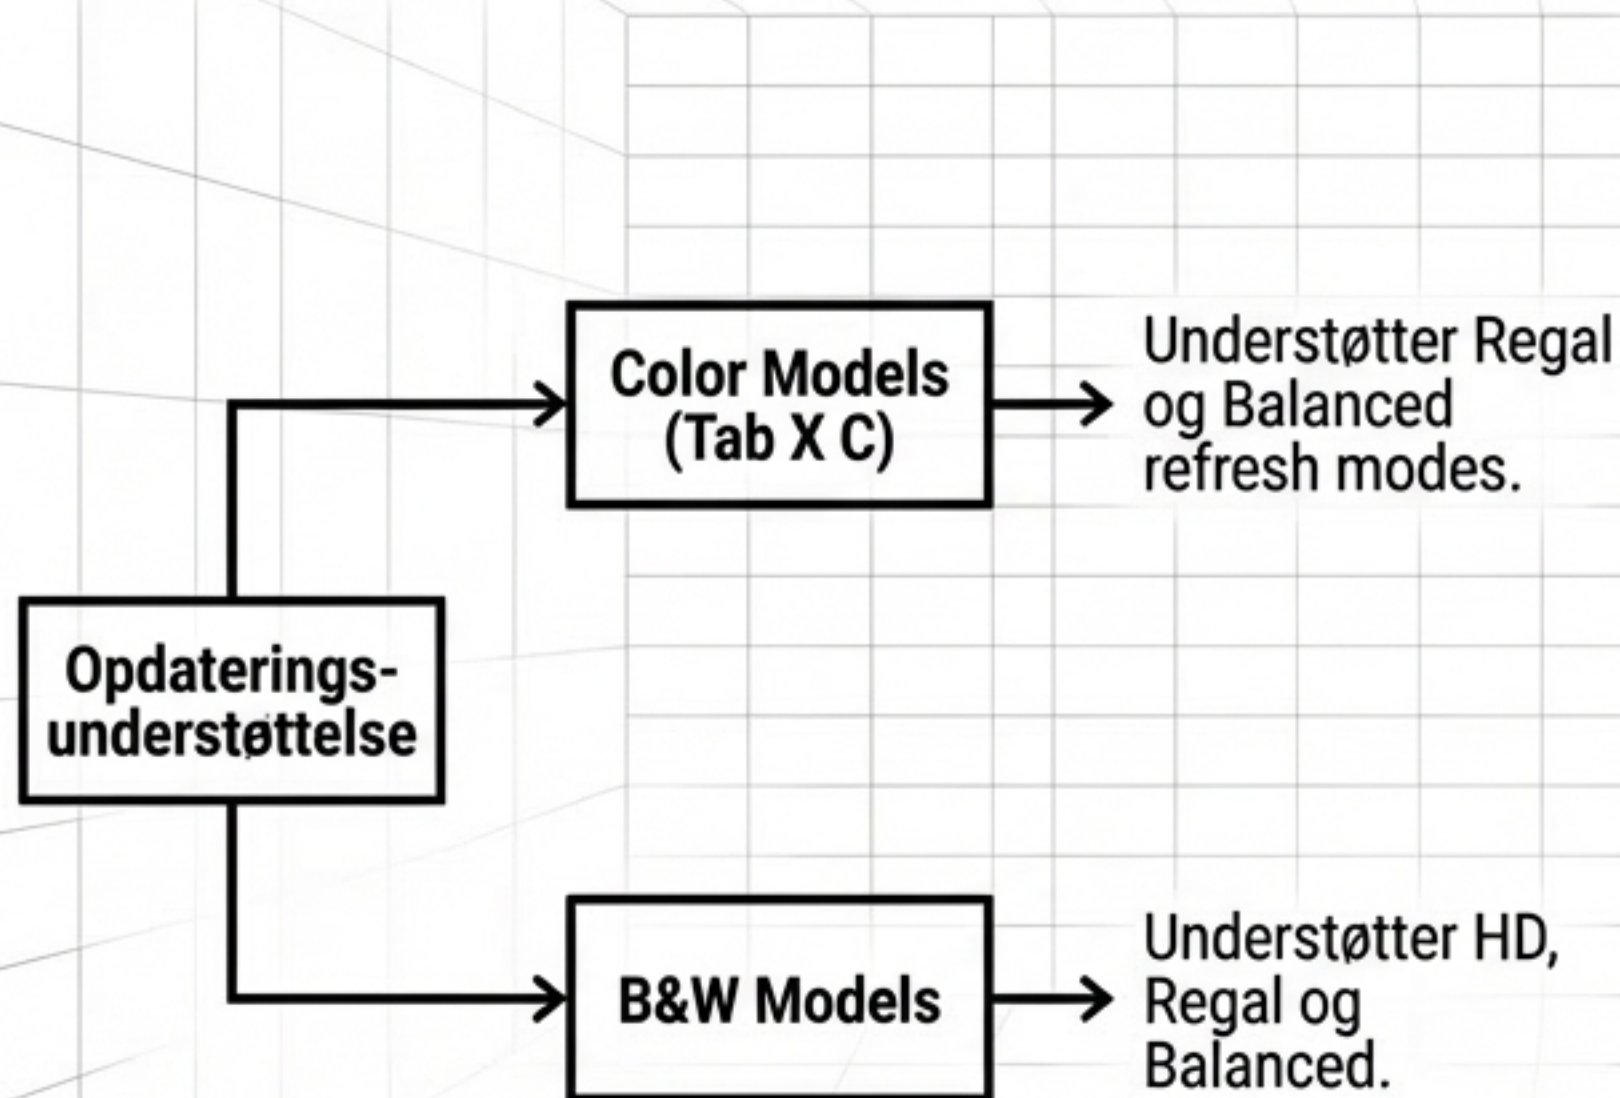 Color Models
(Tab X C)
Understøtter Regal
og Balanced
refresh modes.
Opdaterings-
understøttelse
B&W Models
Understøtter HD,
Regal og
Balanced.